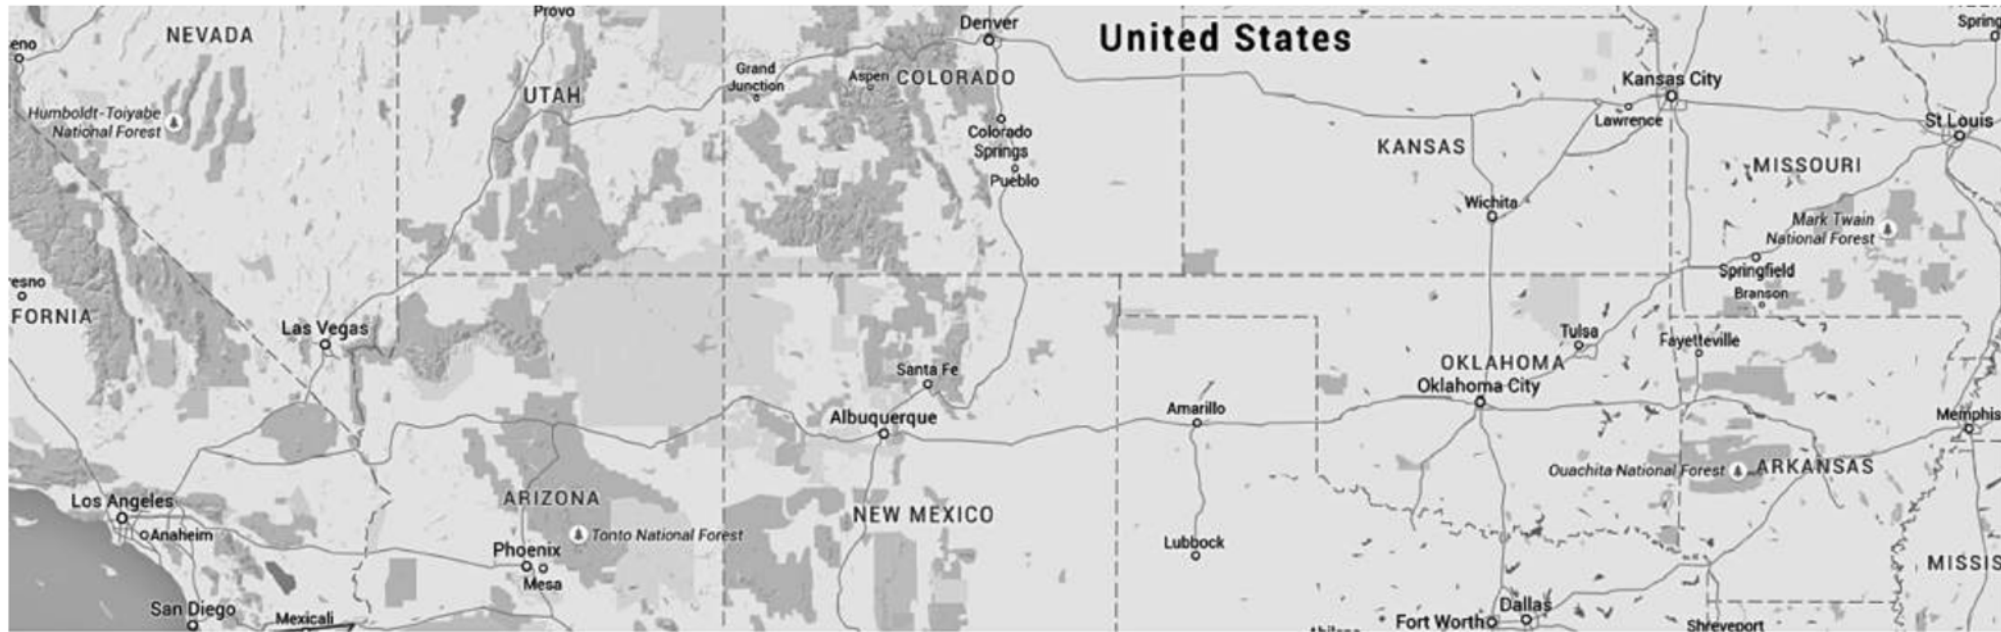 Provo
Denver
Spring
United States
NEVADA
eno
Grand
Junction
Aspen
COLORADO
Kansas City
UTAH
Humboldt-Toiyabe
National Forest
Lawrence
St Louis
Colorado
Springs
KANSAS
MISSOURI
Pueblo
Wichita
Mark Twain
National Forest
Springfield
Branson
esno
FORNIA
Las Vegas
Tulsa
Fayetteville
OKLAHOMA
Santa Fe
Oklahoma City
Albuquerque
Amarillo
Memphis
Ouachita National Forest
ARKANSAS
Los Angeles
ARIZONA
NEW MEXICO
Anaheim
Tonto National Forest
Phoenix
Lubbock
Mesa
MISSIS
San Diego
Mexicali
Dallas
Fort Worth
Shreveport